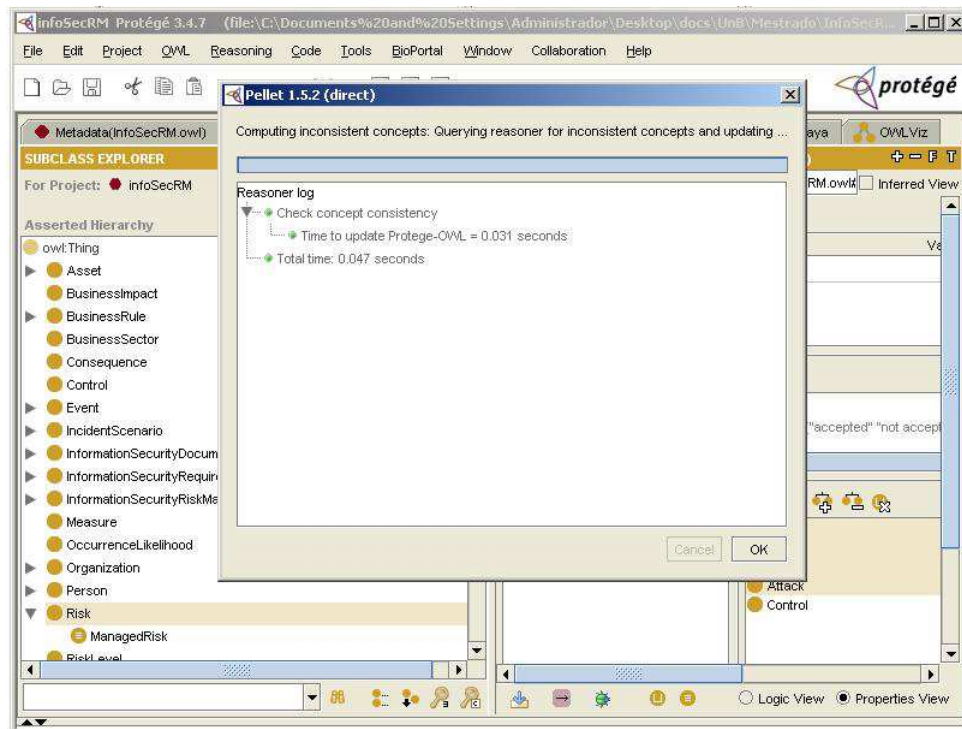 infoSecRM Protégé 3.4.7 (file:\C:\Documents%20and%20Settings\Administrador\Desktop\docs\UnB\Mestrado\InfoSecR...
File Edit Project OWL Reasoning Code Tools BioPortal Window Collaboration Help
protégé
Pellet 1.5.2 (direct)
Computing inconsistent concepts: Querying reasoner for inconsistent concepts and updating ...
Reasoner log
Check concept consistency
Time to update Protege-OWL = 0.031 seconds
Total time: 0.047 seconds
Cancel OK
Metadata(InfoSecRM.owl)
aya OWLViz
SUBCLASS EXPLORER
F T
For Project: infoSecRM
RM.owl# Inferred View
Asserted Hierarchy
Va
owl:Thing
Asset
BusinessImpact
BusinessRule
BusinessSector
Consequence
Control
Event
IncidentScenario
"accepted" "not accept
InformationSecurityDocum
InformationSecurityRequir
InformationSecurityRiskMa
Measure
OccurrenceLikelihood
Organization
Person
Risk
ManagedRisk
RiskLevel
Attack
Control
Logic View Properties View